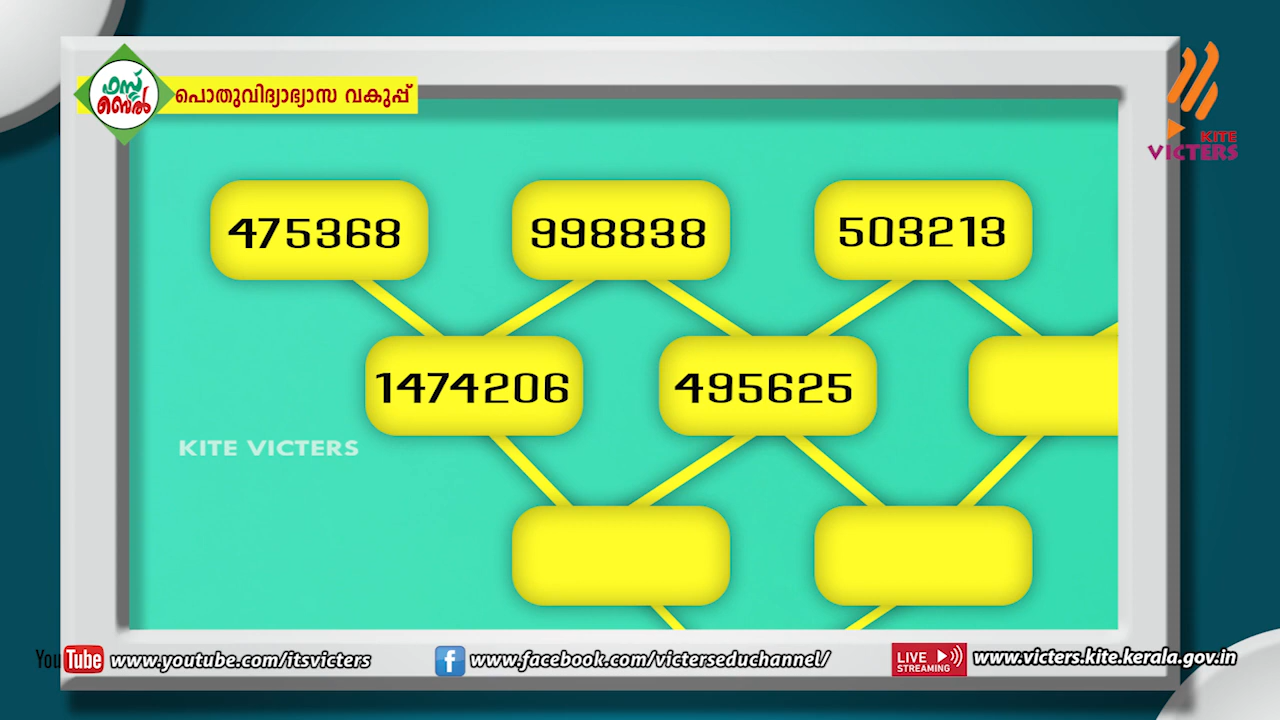 ഫസ്റ്റ്
ബെൽ
പൊതുവിദ്യാഭ്യാസ വകുപ്പ്
KITE
VICTERS
475368
998838
503213
1474206
495625
KITE VICTERS
YouTube www.youtube.com/itsvicters
f www.facebook.com/victerseduchannel/
LIVE
STREAMING
www.victers.kite.kerala.gov.in